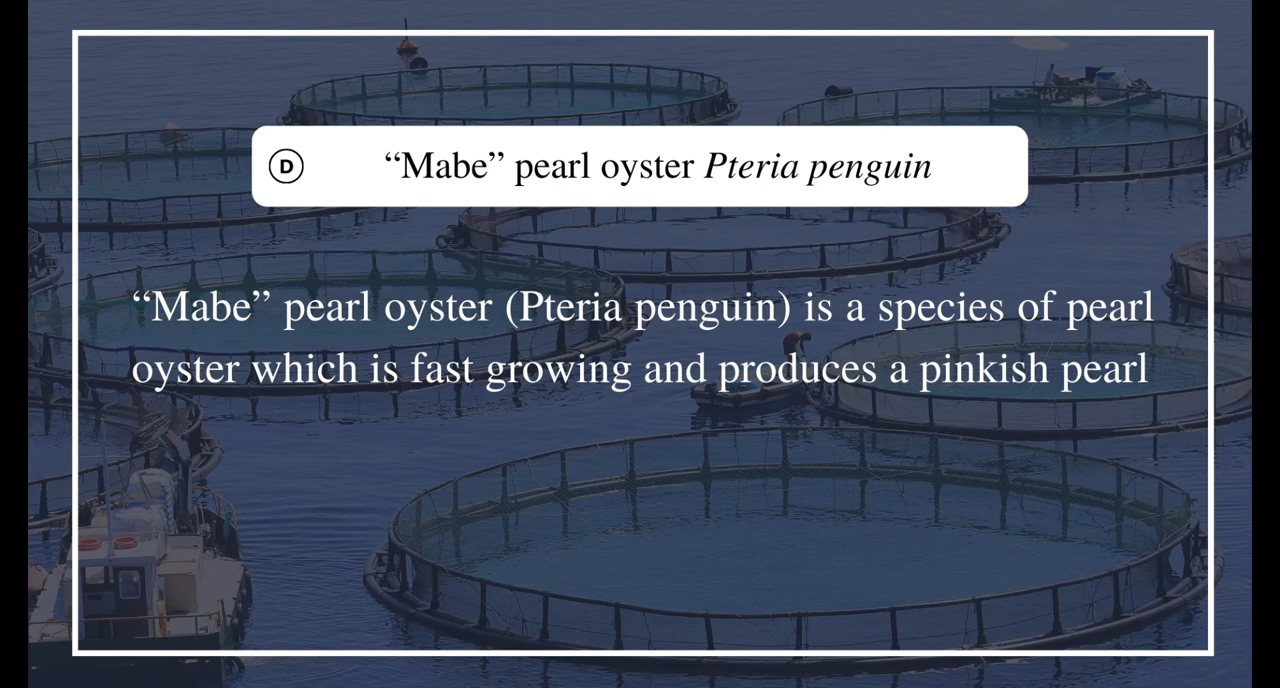 D “Mabe” pearl oyster Pteria penguin
“Mabe” pearl oyster (Pteria penguin) is a species of pearl
oyster which is fast growing and produces a pinkish pearl